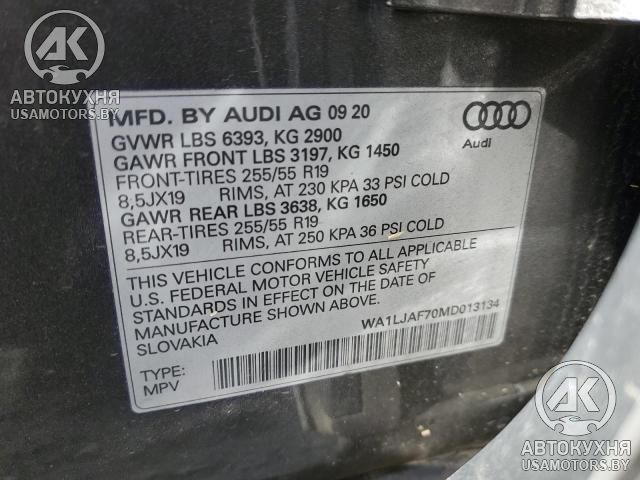 АВТОКУХНЯ
USAMOTORS.BY
MFD. BY AUDI AG 09 20
GVWR LBS 6393, KG 2900
GAWR FRONT LBS 3197, KG 1450
FRONT-TIRES 255/55 R19
8,5JX19 RIMS, AT 230 KPA 33 PSI COLD
GAWR REAR LBS 3638, KG 1650
REAR-TIRES 255/55 R19
8,5JX19 RIMS, AT 250 KPA 36 PSI COLD
Audi
THIS VEHICLE CONFORMS TO ALL APPLICABLE
U.S. FEDERAL MOTOR VEHICLE SAFETY
STANDARDS IN EFFECT ON THE DATE OF
MANUFACTURE SHOWN ABOVE.
SLOVAKIA
WA1LJAF70MD013134
TYPE:
MPV
АВТОКУХНЯ
USAMOTORS.BY